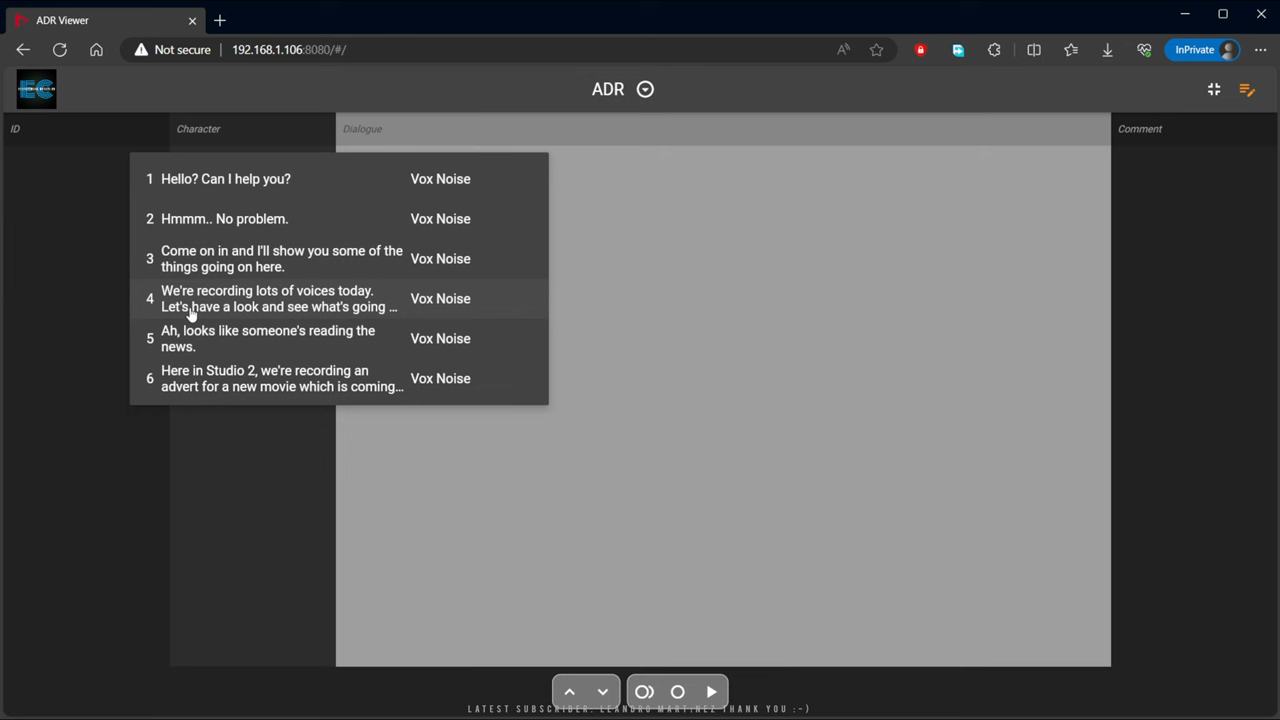 ADR Viewer
Not secure
192.168.1.106:8080/#/
InPrivate
EC
ADR
ID
Character
Dialogue
Comment
1 Hello? Can I help you? Vox Noise
2 Hmmm.. No problem. Vox Noise
3 Come on in and I'll show you some of the
things going on here. Vox Noise
4 We're recording lots of voices today.
Let's have a look and see what's going ... Vox Noise
5 Ah, looks like someone's reading the
news. Vox Noise
6 Here in Studio 2, we're recording an
advert for a new movie which is coming... Vox Noise
LATEST SUBSCRIBER: LEANDRO MARTINEZ THANK YOU :-)